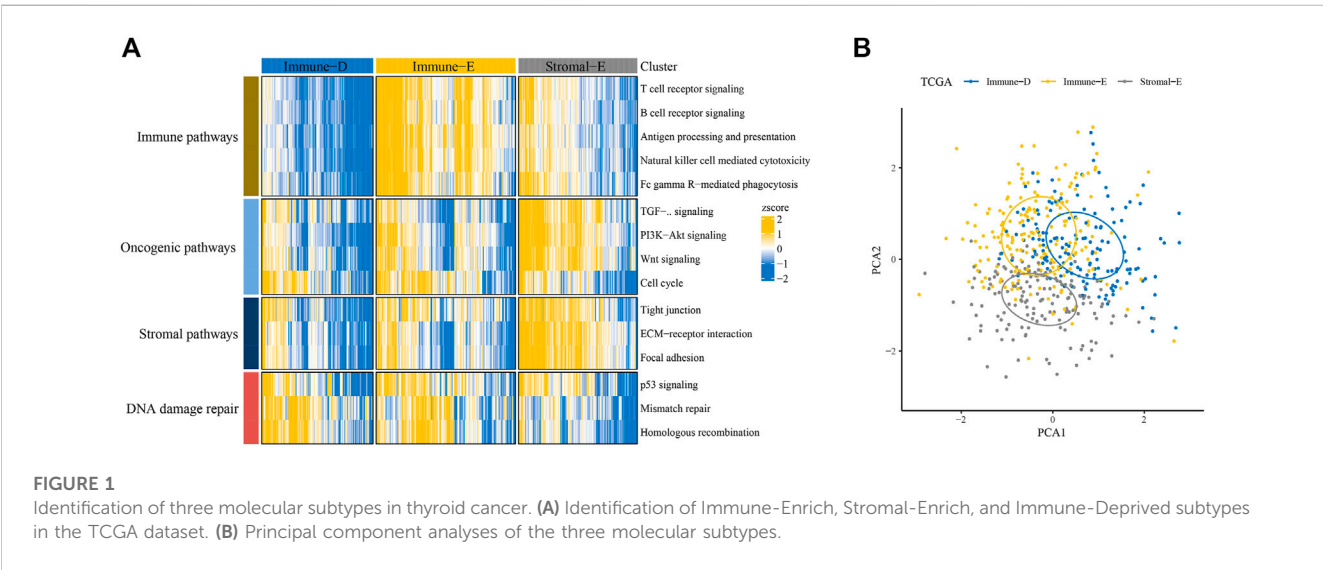 A
Immune−D
Immune−E
Stromal−E
Cluster
Immune pathways
T cell receptor signaling
B cell receptor signaling
Antigen processing and presentation
Natural killer cell mediated cytotoxicity
Fc gamma R−mediated phagocytosis
Oncogenic pathways
TGF−.. signaling
PI3K−Akt signaling
Wnt signaling
Cell cycle
Stromal pathways
Tight junction
ECM−receptor interaction
Focal adhesion
DNA damage repair
p53 signaling
Mismatch repair
Homologous recombination
zscore
2
1
0
−1
−2
B
TCGA Immune−D Immune−E Stromal−E
PCA2
2
0
−2
−2 0 2
PCA1
FIGURE 1
Identification of three molecular subtypes in thyroid cancer. (A) Identification of Immune-Enrich, Stromal-Enrich, and Immune-Deprived subtypes
in the TCGA dataset. (B) Principal component analyses of the three molecular subtypes.